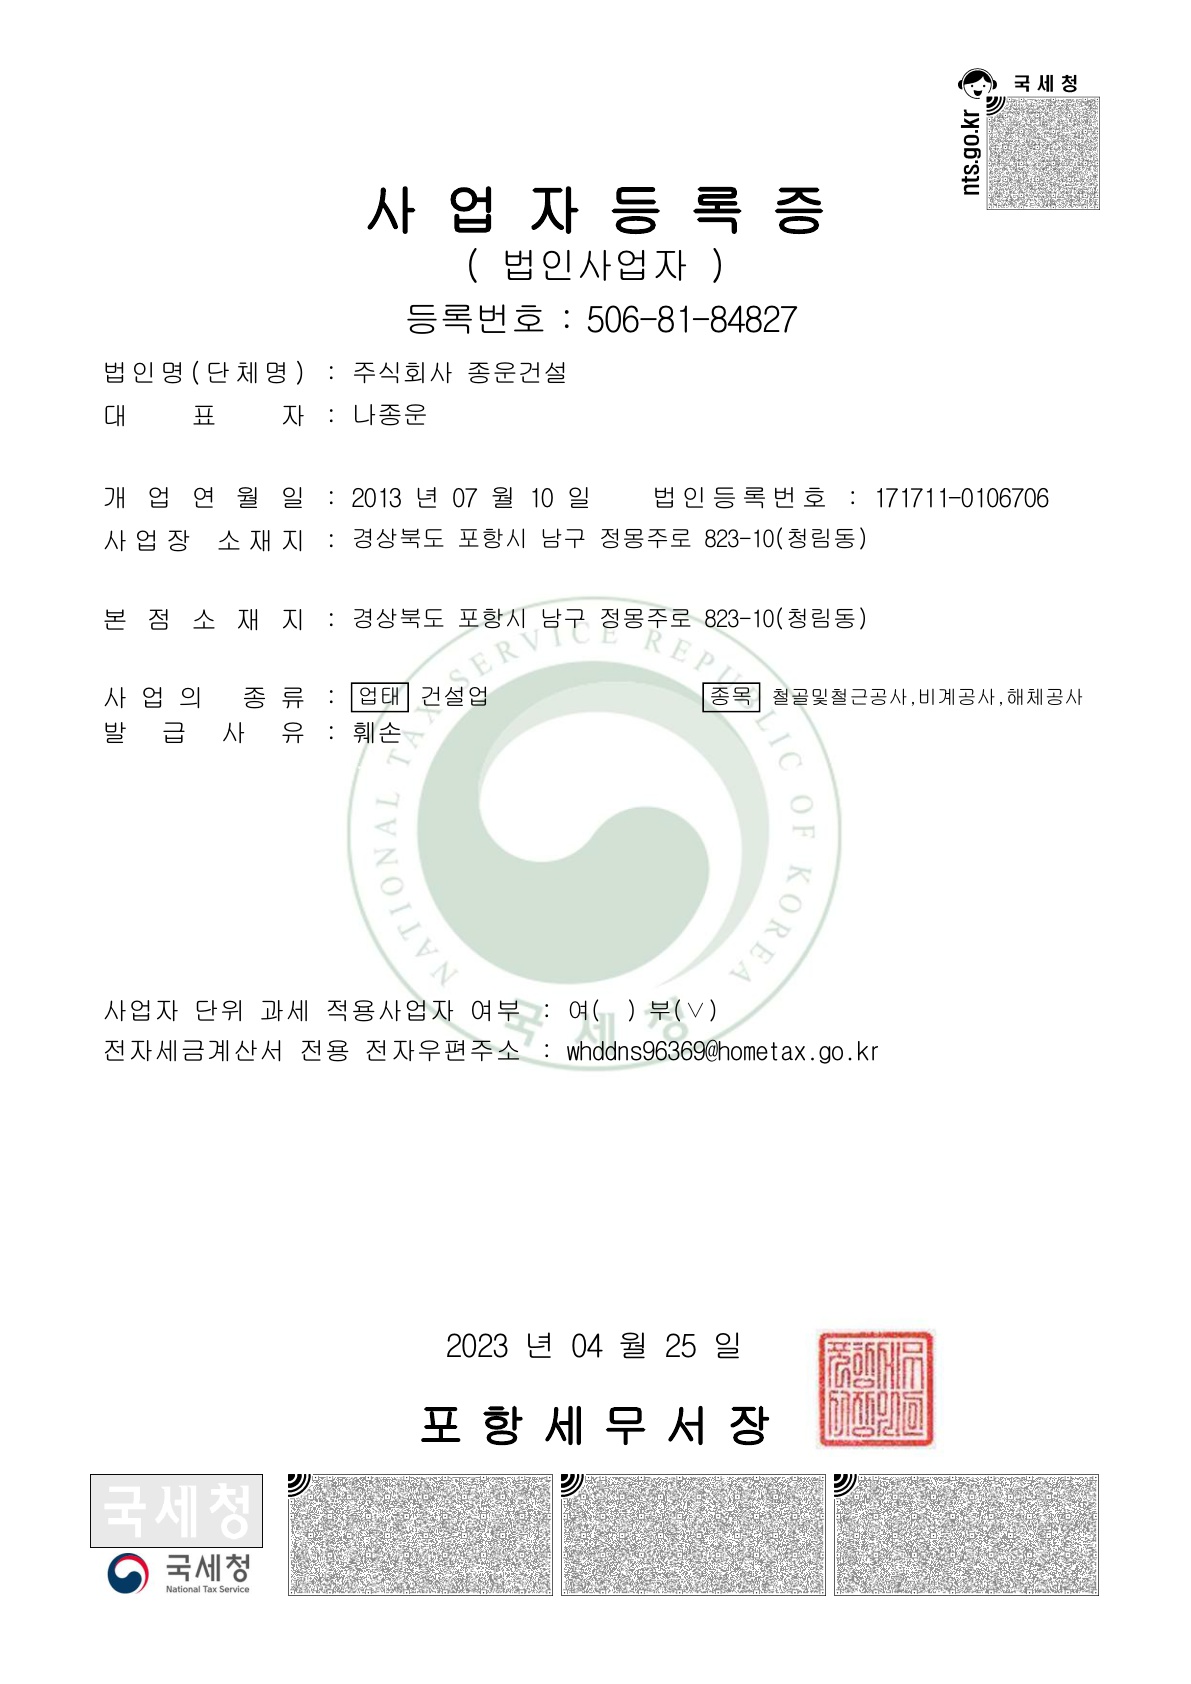 국세청
nts.go.kr
사업자등록증
( 법인사업자 )
등록번호 : 506-81-84827
법인명(단체명) : 주식회사 종운건설
대 표 자 : 나종운
개 업 연 월 일 : 2013 년 07 월 10 일 법인등록번호 : 171711-0106706
사업장 소재지 : 경상북도 포항시 남구 정몽주로 823-10(청림동)
본 점 소 재 지 : 경상북도 포항시 남구 정몽주로 823-10(청림동)
사 업 의 종 류 : 업태 건설업 종목 철골및철근공사,비계공사,해체공사
발 급 사 유 : 훼손
NATIONAL TAX SERVICE REPUBLIC OF KOREA
국세청
사업자 단위 과세 적용사업자 여부 : 여( ) 부(∨)
전자세금계산서 전용 전자우편주소 : whddns96369@hometax.go.kr
2023 년 04 월 25 일
포항세무서장
국세청
국세청
National Tax Service